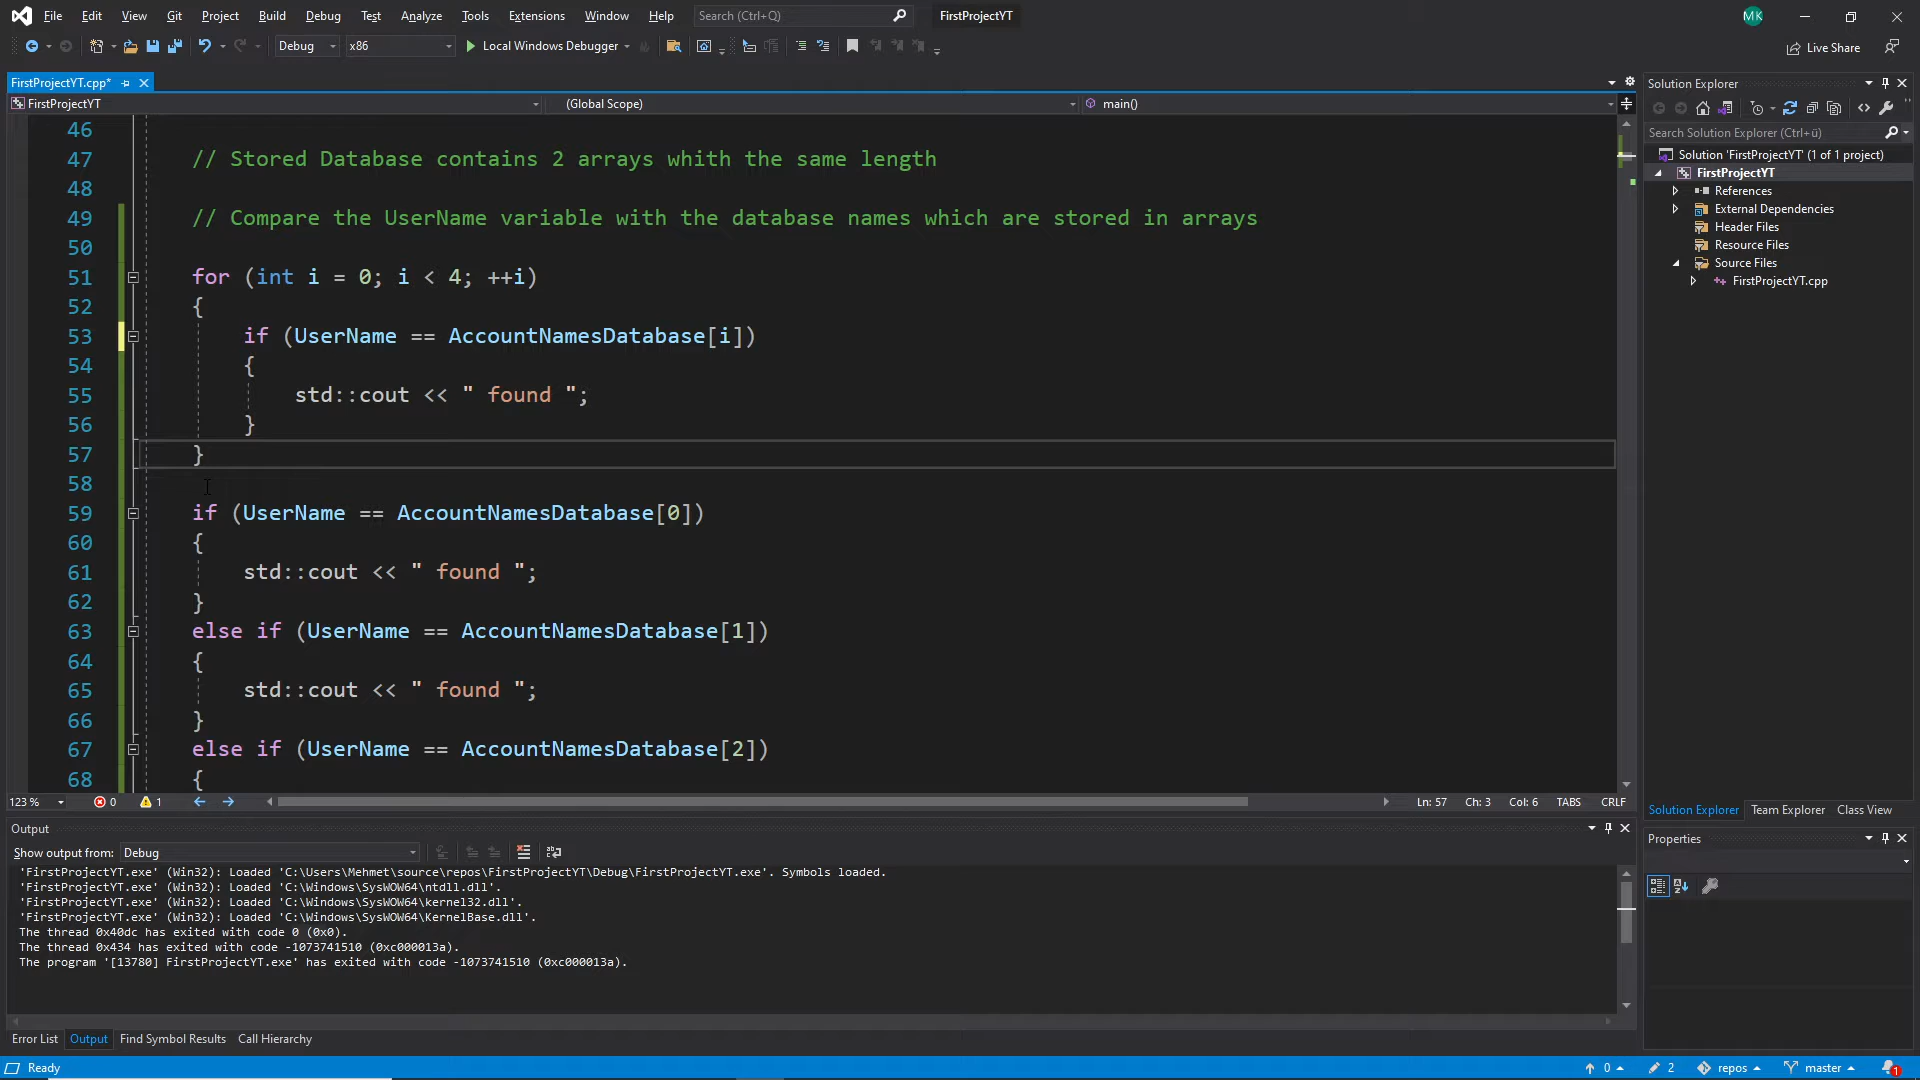 File Edit View Git Project Build Debug Test Analyze Tools Extensions Window Help Search (Ctrl+Q) FirstProjectYT MK
Debug x86 Local Windows Debugger Live Share
FirstProjectYT.cpp*
FirstProjectYT (Global Scope) main()
46
47 // Stored Database contains 2 arrays whith the same length
48
49 // Compare the UserName variable with the database names which are stored in arrays
50
51 for (int i = 0; i < 4; ++i)
52 {
53 if (UserName == AccountNamesDatabase[i])
54 {
55 std::cout << " found ";
56 }
57 }
58
59 if (UserName == AccountNamesDatabase[0])
60 {
61 std::cout << " found ";
62 }
63 else if (UserName == AccountNamesDatabase[1])
64 {
65 std::cout << " found ";
66 }
67 else if (UserName == AccountNamesDatabase[2])
68 {
123 % 0 1 Ln: 57 Ch: 3 Col: 6 TABS CRLF
Output
Show output from: Debug
'FirstProjectYT.exe' (Win32): Loaded 'C:\Users\Mehmet\source\repos\FirstProjectYT\Debug\FirstProjectYT.exe'. Symbols loaded.
'FirstProjectYT.exe' (Win32): Loaded 'C:\Windows\SysWOW64\ntdll.dll'.
'FirstProjectYT.exe' (Win32): Loaded 'C:\Windows\SysWOW64\kernel32.dll'.
'FirstProjectYT.exe' (Win32): Loaded 'C:\Windows\SysWOW64\KernelBase.dll'.
The thread 0x40dc has exited with code 0 (0x0).
The thread 0x434 has exited with code -1073741510 (0xc000013a).
The program '[13780] FirstProjectYT.exe' has exited with code -1073741510 (0xc000013a).
Error List Output Find Symbol Results Call Hierarchy
Solution Explorer
Search Solution Explorer (Ctrl+ü)
Solution 'FirstProjectYT' (1 of 1 project)
FirstProjectYT
References
External Dependencies
Header Files
Resource Files
Source Files
FirstProjectYT.cpp
Solution Explorer Team Explorer Class View
Properties
Ready 0 2 repos master 1